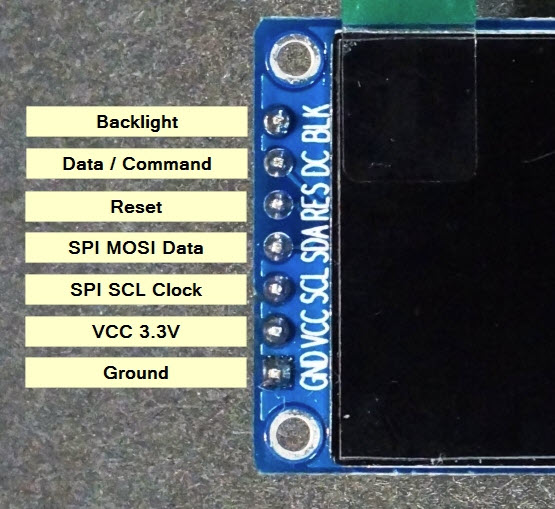 Backlight
Data / Command
Reset
SPI MOSI Data
SPI SCL Clock
VCC 3.3V
Ground
GND VCC SCL SDA RES DC BLK